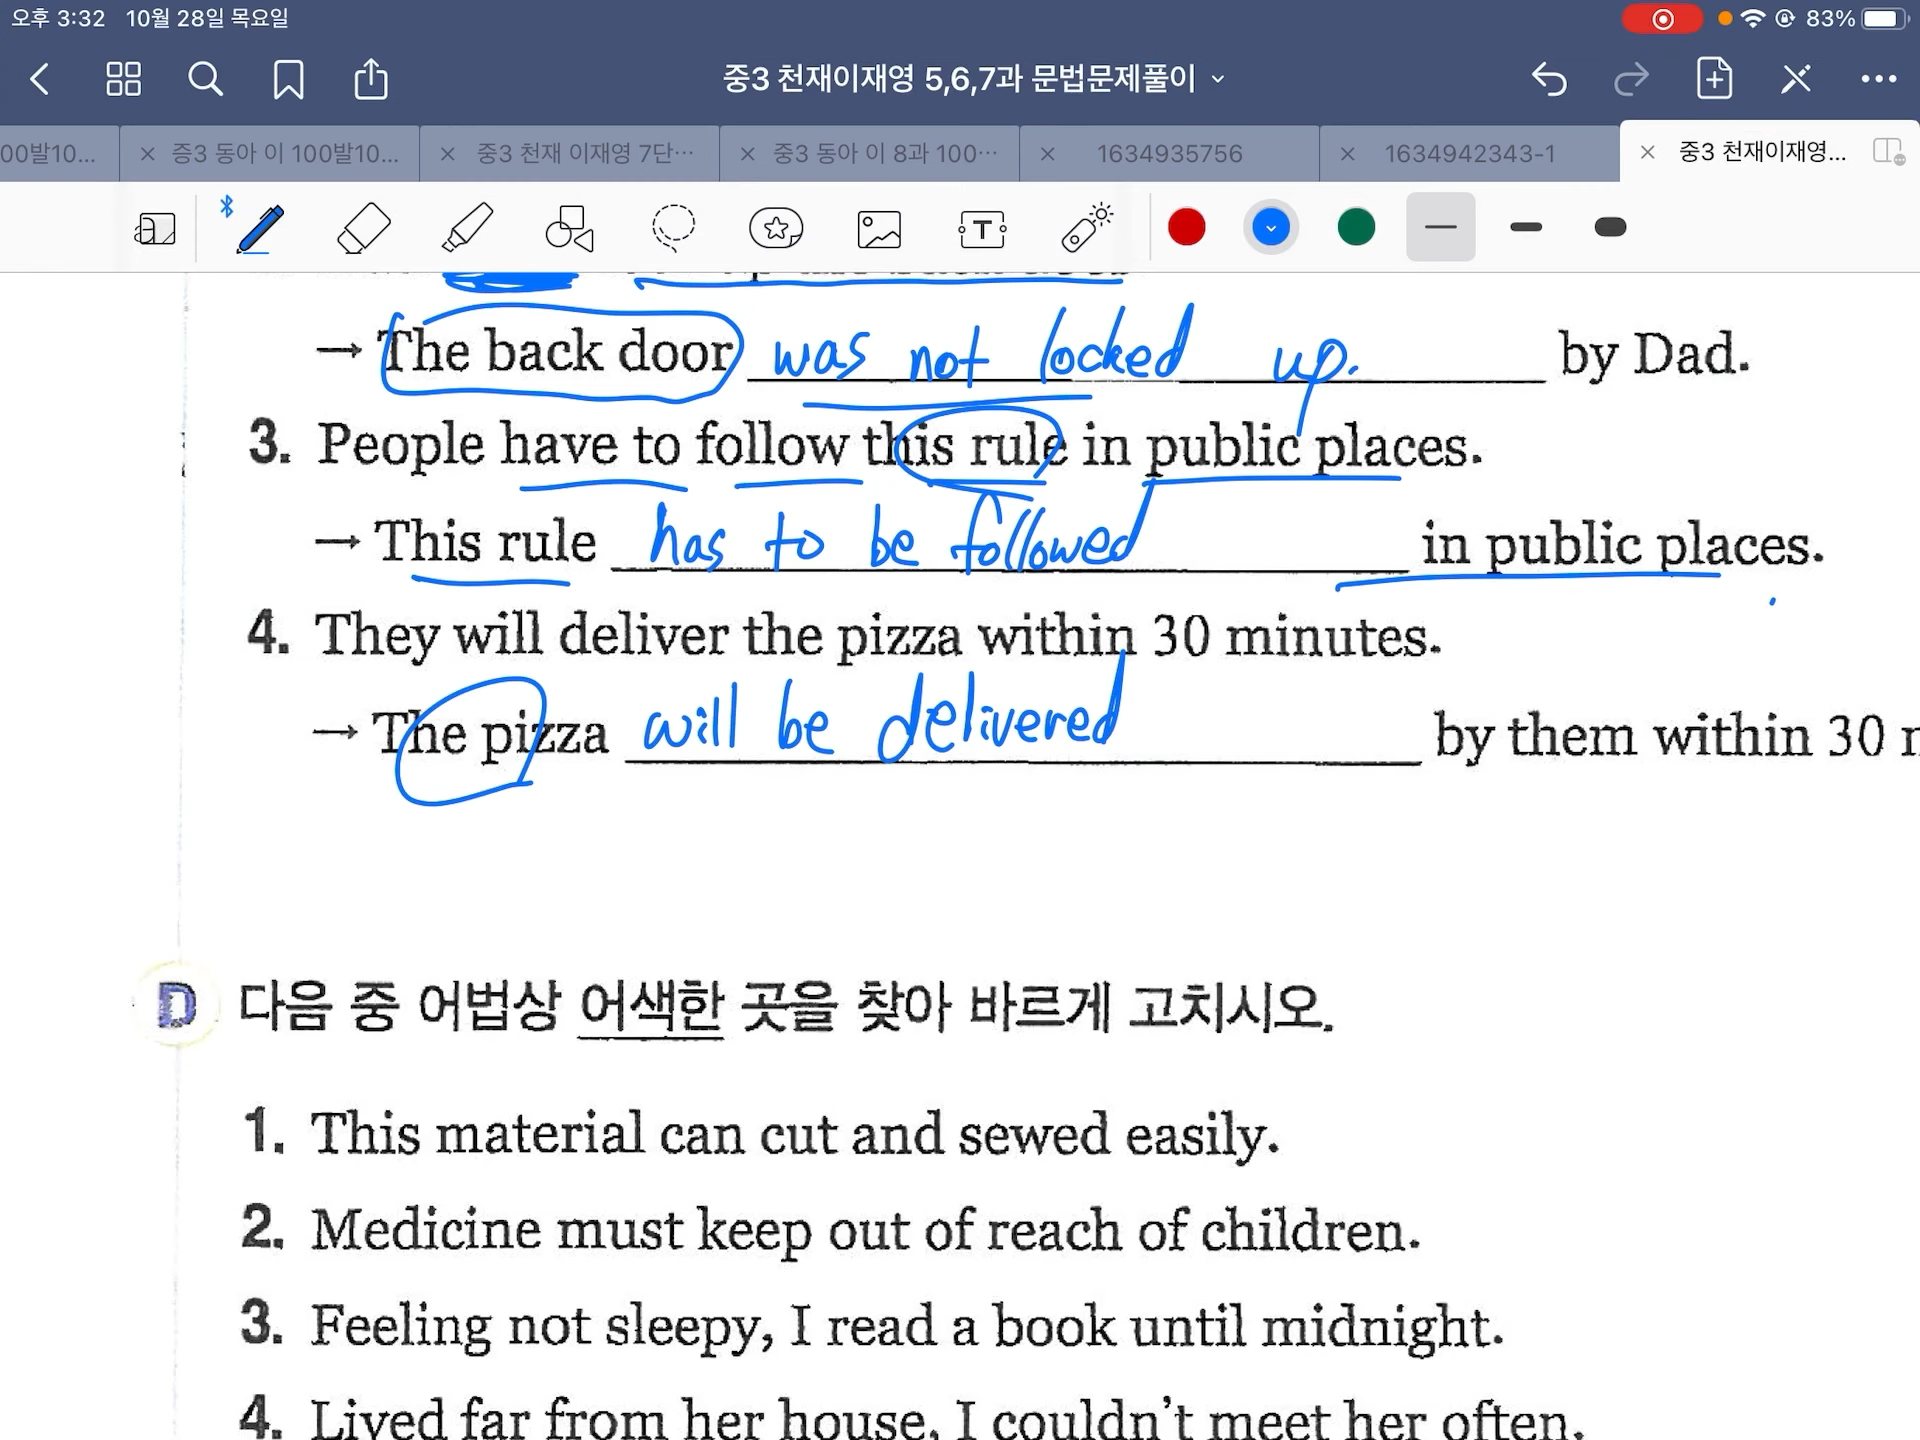 오후 3:32 10월 28일 목요일 83%
중3 천재이재영 5,6,7과 문법문제풀이
00발10... 증3 동아 이 100발10... 중3 천재 이재영 7단… 중3 동아 이 8과 100… 1634935756 1634942343-1 중3 천재이재영...
→ The back door was not locked up. by Dad.
3. People have to follow this rule in public places.
→ This rule has to be followed in public places.
4. They will deliver the pizza within 30 minutes.
→ The pizza will be delivered by them within 30
D 다음 중 어법상 어색한 곳을 찾아 바르게 고치시오.
1. This material can cut and sewed easily.
2. Medicine must keep out of reach of children.
3. Feeling not sleepy, I read a book until midnight.
4. Lived far from her house, I couldn't meet her often.